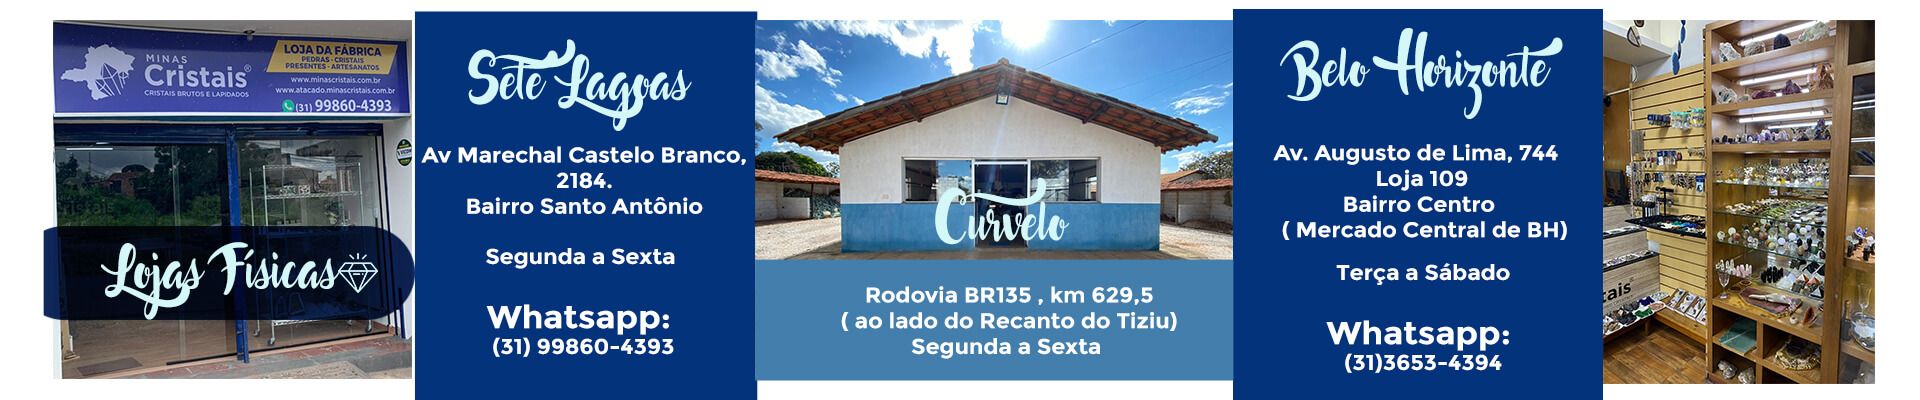 MINAS
Cristais®
CRISTAIS BRUTOS E LAPIDADOS
LOJA DA FÁBRICA
PEDRAS - CRISTAIS
PRESENTES - ARTESANATOS
www.minascristais.com.br
www.atacado.minascristais.com.br
(31) 99860-4393
Lojas Físicas
Sete Lagoas
Av Marechal Castelo Branco,
2184.
Bairro Santo Antônio
Segunda a Sexta
Whatsapp:
(31) 99860-4393
Curvelo
Rodovia BR135 , km 629,5
( ao lado do Recanto do Tiziu)
Segunda a Sexta
Belo Horizonte
Av. Augusto de Lima, 744
Loja 109
Bairro Centro
( Mercado Central de BH)
Terça a Sábado
Whatsapp:
(31)3653-4394